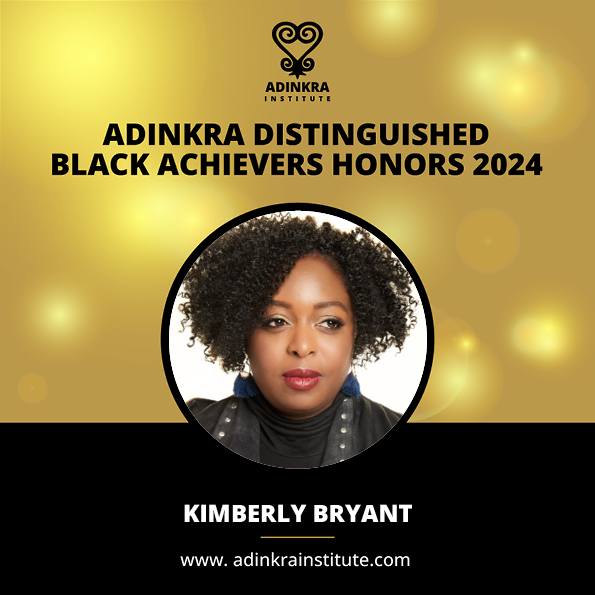 ADINKRA
INSTITUTE
ADINKRA DISTINGUISHED
BLACK ACHIEVERS HONORS 2024
KIMBERLY BRYANT
www. adinkrainstitute.com